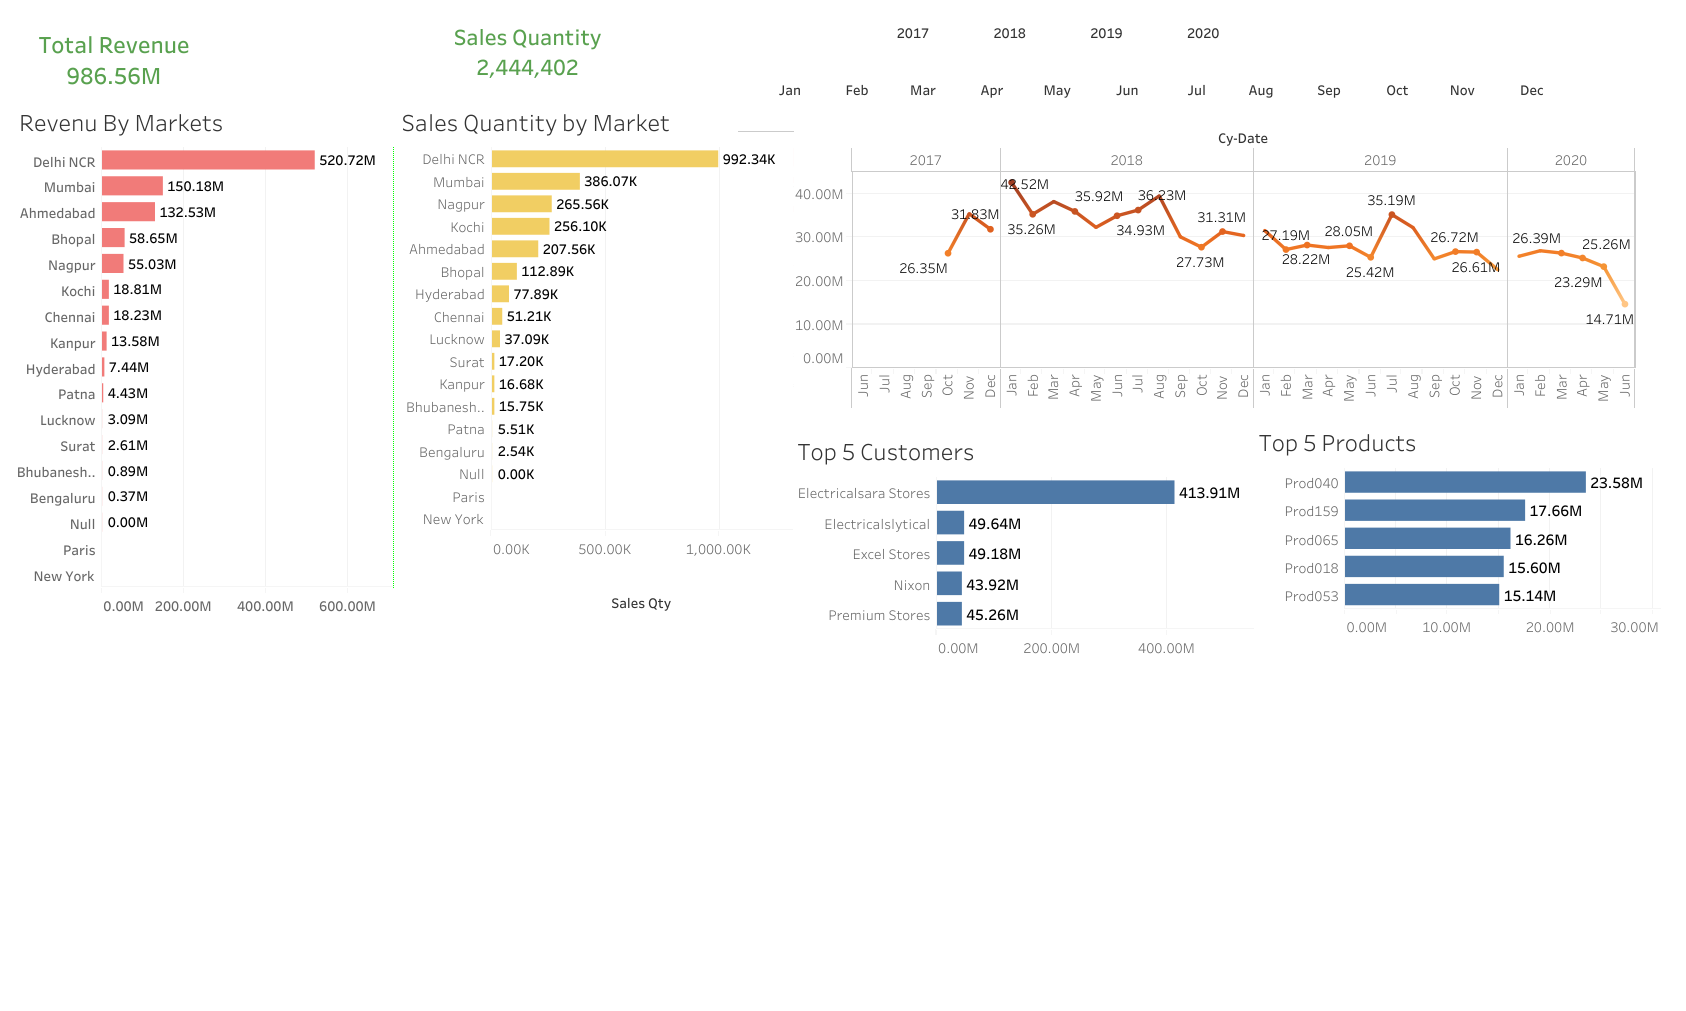 Total Revenue
986.56M
Sales Quantity
2,444,402
2017 2018 2019 2020
Jan Feb Mar Apr May Jun Jul Aug Sep Oct Nov Dec
Revenu By Markets
Delhi NCR 520.72M
Mumbai 150.18M
Ahmedabad 132.53M
Bhopal 58.65M
Nagpur 55.03M
Kochi 18.81M
Chennai 18.23M
Kanpur 13.58M
Hyderabad 7.44M
Patna 4.43M
Lucknow 3.09M
Surat 2.61M
Bhubanesh.. 0.89M
Bengaluru 0.37M
Null 0.00M
Paris
New York
0.00M 200.00M 400.00M 600.00M
Sales Quantity by Market
Delhi NCR 992.34K
Mumbai 386.07K
Nagpur 265.56K
Kochi 256.10K
Ahmedabad 207.56K
Bhopal 112.89K
Hyderabad 77.89K
Chennai 51.21K
Lucknow 37.09K
Surat 17.20K
Kanpur 16.68K
Bhubanesh.. 15.75K
Patna 5.51K
Bengaluru 2.54K
Null 0.00K
Paris
New York
0.00K 500.00K 1,000.00K
Sales Qty
Cy-Date
2017 2018 2019 2020
40.00M
30.00M
20.00M
10.00M
0.00M
26.35M
31.83M
42.52M
35.26M
35.92M
34.93M
36.23M
27.73M
31.31M
27.19M
28.22M
28.05M
25.42M
35.19M
26.72M
26.61M
26.39M
23.29M
25.26M
14.71M
Jun Jul Aug Sep Oct Nov Dec Jan Feb Mar Apr May Jun Jul Aug Sep Oct Nov Dec Jan Feb Mar Apr May Jun Jul Aug Sep Oct Nov Dec Jan Feb Mar Apr May Jun
Top 5 Customers
Electricalsara Stores 413.91M
Electricalslytical 49.64M
Excel Stores 49.18M
Nixon 43.92M
Premium Stores 45.26M
0.00M 200.00M 400.00M
Top 5 Products
Prod040 23.58M
Prod159 17.66M
Prod065 16.26M
Prod018 15.60M
Prod053 15.14M
0.00M 10.00M 20.00M 30.00M